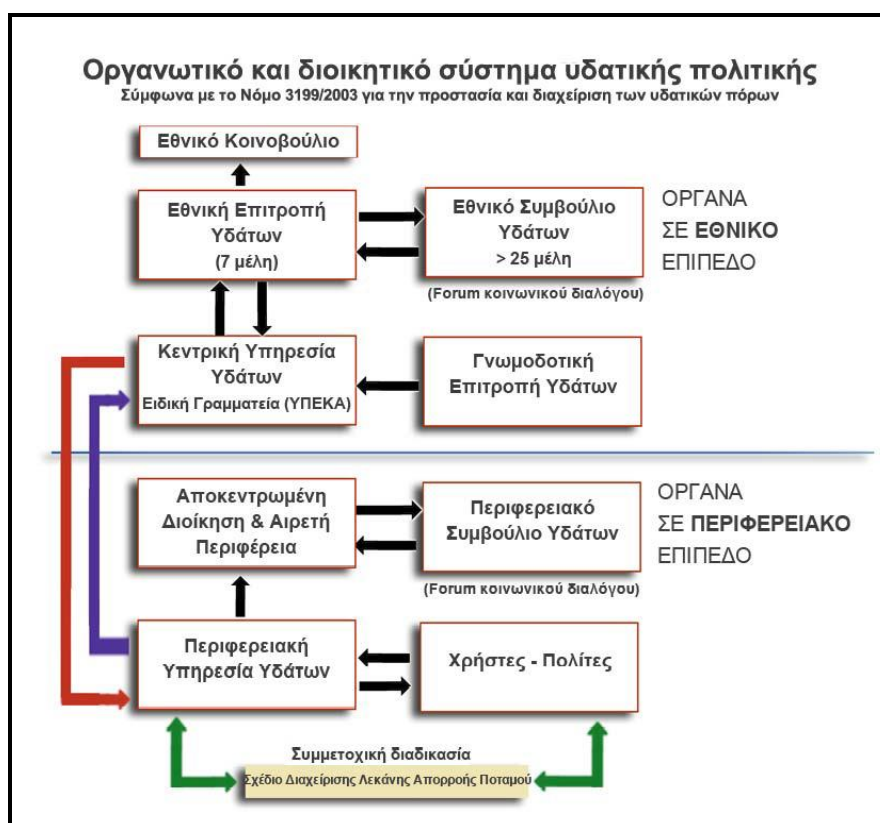 Οργανωτικό και διοικητικό σύστημα υδατικής πολιτικής
Σύμφωνα με το Νόμο 3199/2003 για την προστασία και διαχείριση των υδατικών πόρων
Εθνικό Κοινοβούλιο
Εθνική Επιτροπή
Υδάτων
(7 μέλη)
Εθνικό Συμβούλιο
Υδάτων
> 25 μέλη
(Forum κοινωνικού διαλόγου)
ΟΡΓΑΝΑ
ΣΕ ΕΘΝΙΚΟ
ΕΠΙΠΕΔΟ
Κεντρική Υπηρεσία
Υδάτων
Ειδική Γραμματεία (ΥΠΕΚΑ)
Γνωμοδοτική
Επιτροπή Υδάτων
Αποκεντρωμένη
Διοίκηση & Αιρετή
Περιφέρεια
Περιφερειακό
Συμβούλιο Υδάτων
(Forum κοινωνικού διαλόγου)
ΟΡΓΑΝΑ
ΣΕ ΠΕΡΙΦΕΡΕΙΑΚΟ
ΕΠΙΠΕΔΟ
Περιφερειακή
Υπηρεσία Υδάτων
Χρήστες - Πολίτες
Συμμετοχική διαδικασία
Σχέδιο Διαχείρισης Λεκάνης Απορροής Ποταμού